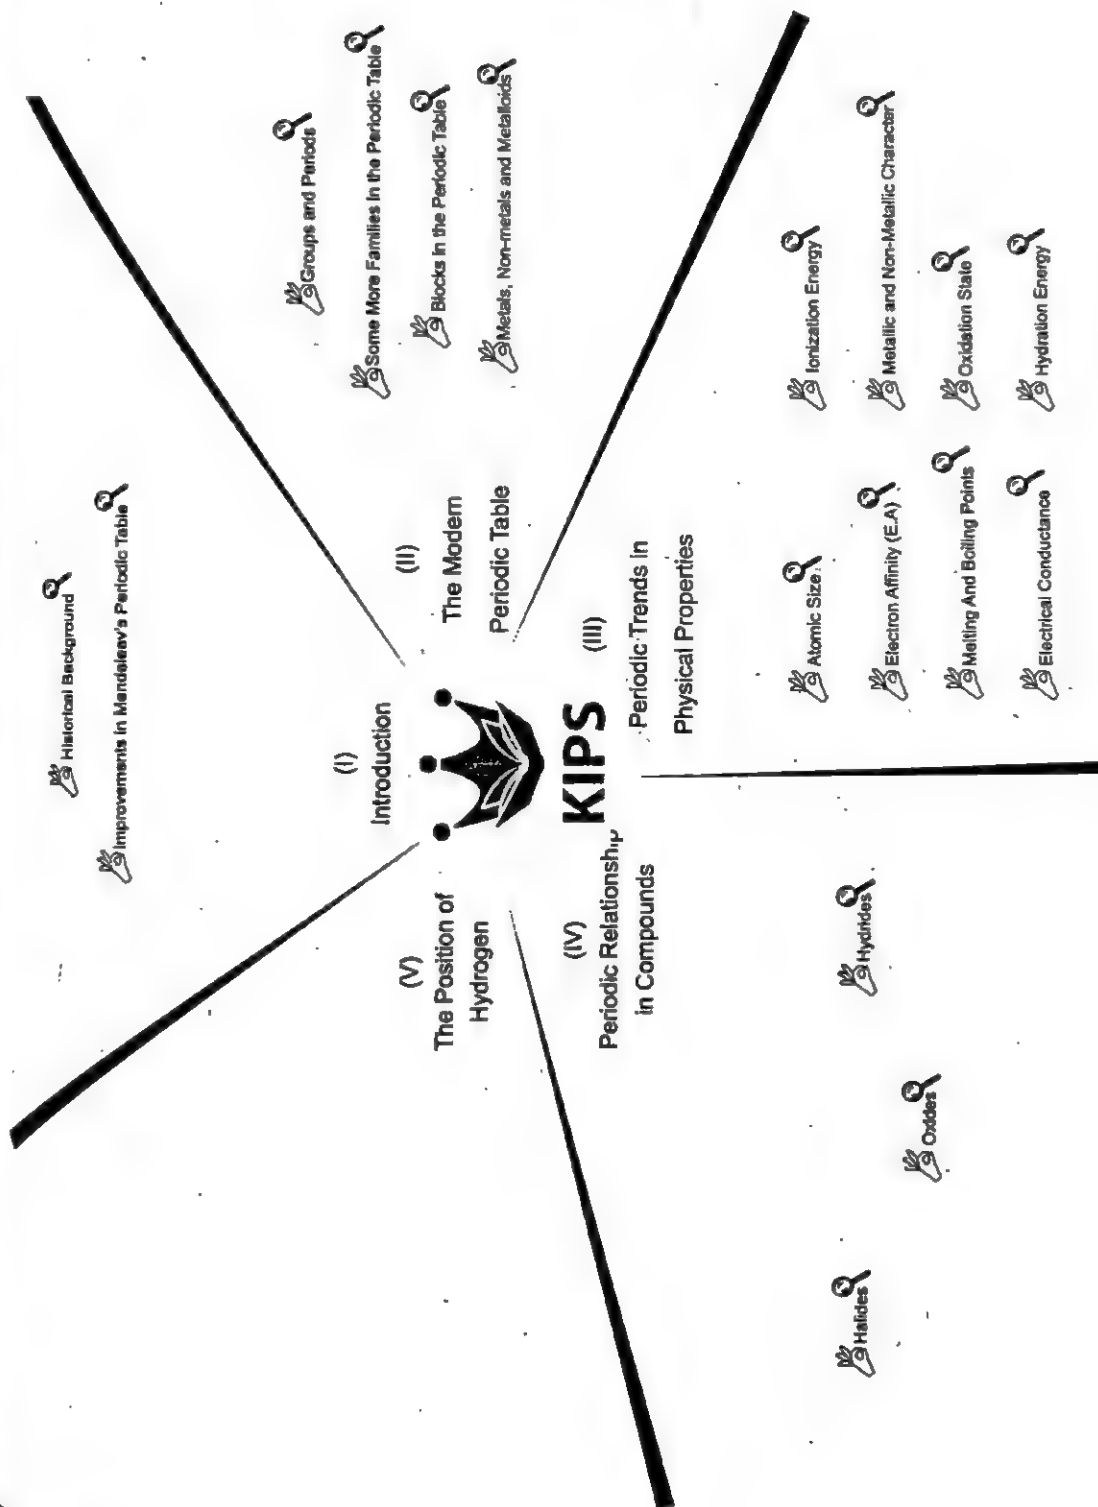 (I)
Introduction
Historical Background
Improvements in Mendeleev's Periodic Table
(II)
The Modern
Periodic Table
Groups and Periods
Some More Families in the Periodic Table
Blocks in the Periodic Table
Metals, Non-metals and Metalloids
(III)
Periodic Trends in
Physical Properties
Atomic Size
Ionization Energy
Electron Affinity (E.A)
Metallic and Non-Metallic Character
Melting And Boiling Points
Oxidation State
Electrical Conductance
Hydration Energy
(IV)
Periodic Relationship
in Compounds
Halides
Oxides
Hydrides
(V)
The Position of
Hydrogen
KIPS